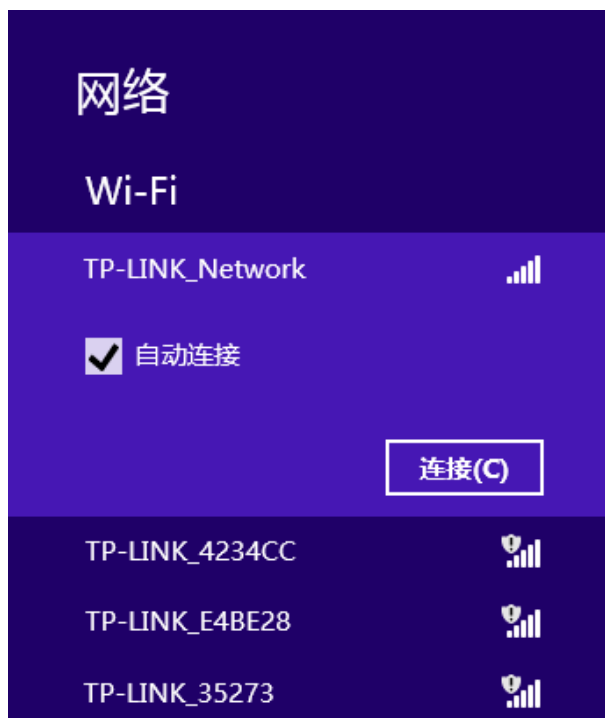 网络
Wi-Fi
TP-LINK_Network
自动连接
连接(C)
TP-LINK_4234CC
TP-LINK_E4BE28
TP-LINK_35273